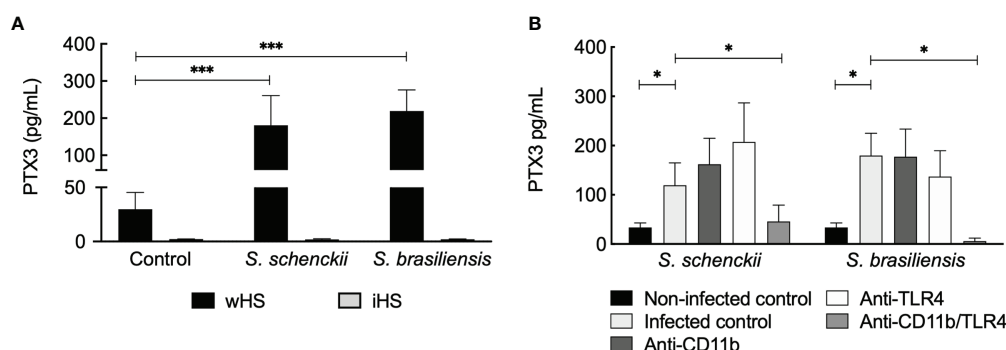 A
PTX3 (pg/mL)
400
300
200
100
50
0
***
***
Control
S. schenckii
S. brasiliensis
wHS
iHS
B
PTX3 pg/mL
400
300
200
100
0
*
*
*
*
S. schenckii
S. brasiliensis
Non-infected control
Anti-TLR4
Infected control
Anti-CD11b/TLR4
Anti-CD11b